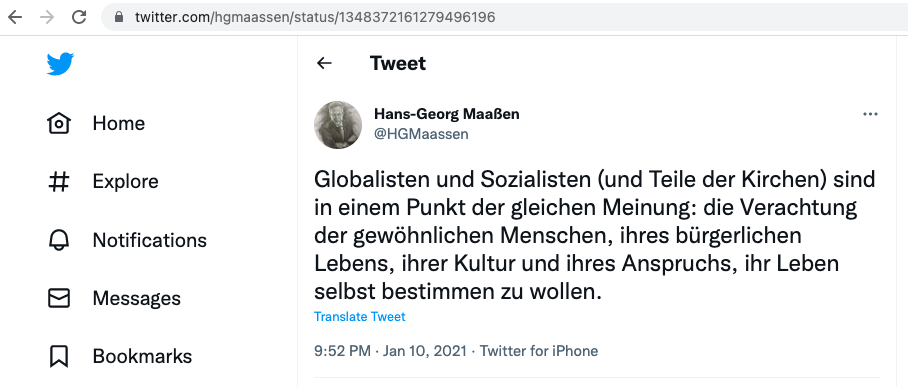 twitter.com/hgmaassen/status/1348372161279496196
Tweet
Hans-Georg Maaßen
@HGMaassen
Home
Explore
Notifications
Messages
Bookmarks
Globalisten und Sozialisten (und Teile der Kirchen) sind
in einem Punkt der gleichen Meinung: die Verachtung
der gewöhnlichen Menschen, ihres bürgerlichen
Lebens, ihrer Kultur und ihres Anspruchs, ihr Leben
selbst bestimmen zu wollen.
Translate Tweet
9:52 PM · Jan 10, 2021 · Twitter for iPhone